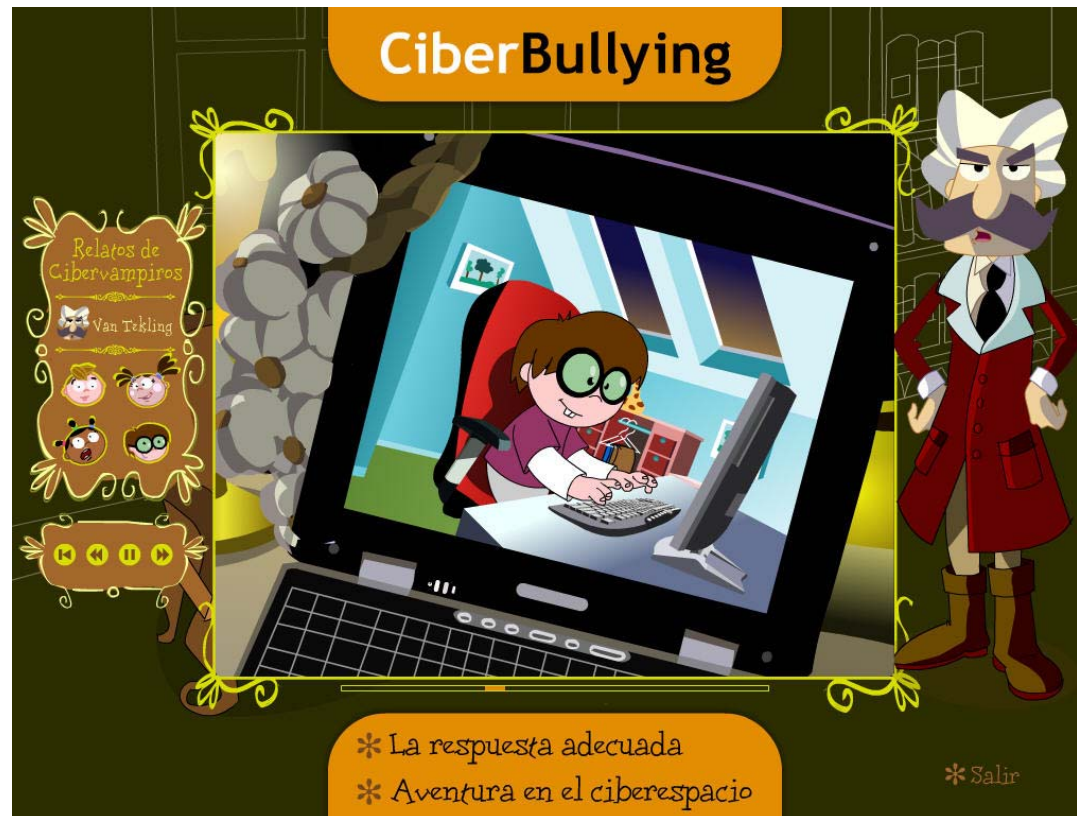 CiberBullying
Relatos de
Cibervampiros
Van Tekling
* La respuesta adecuada
* Aventura en el ciberespacio
* Salir